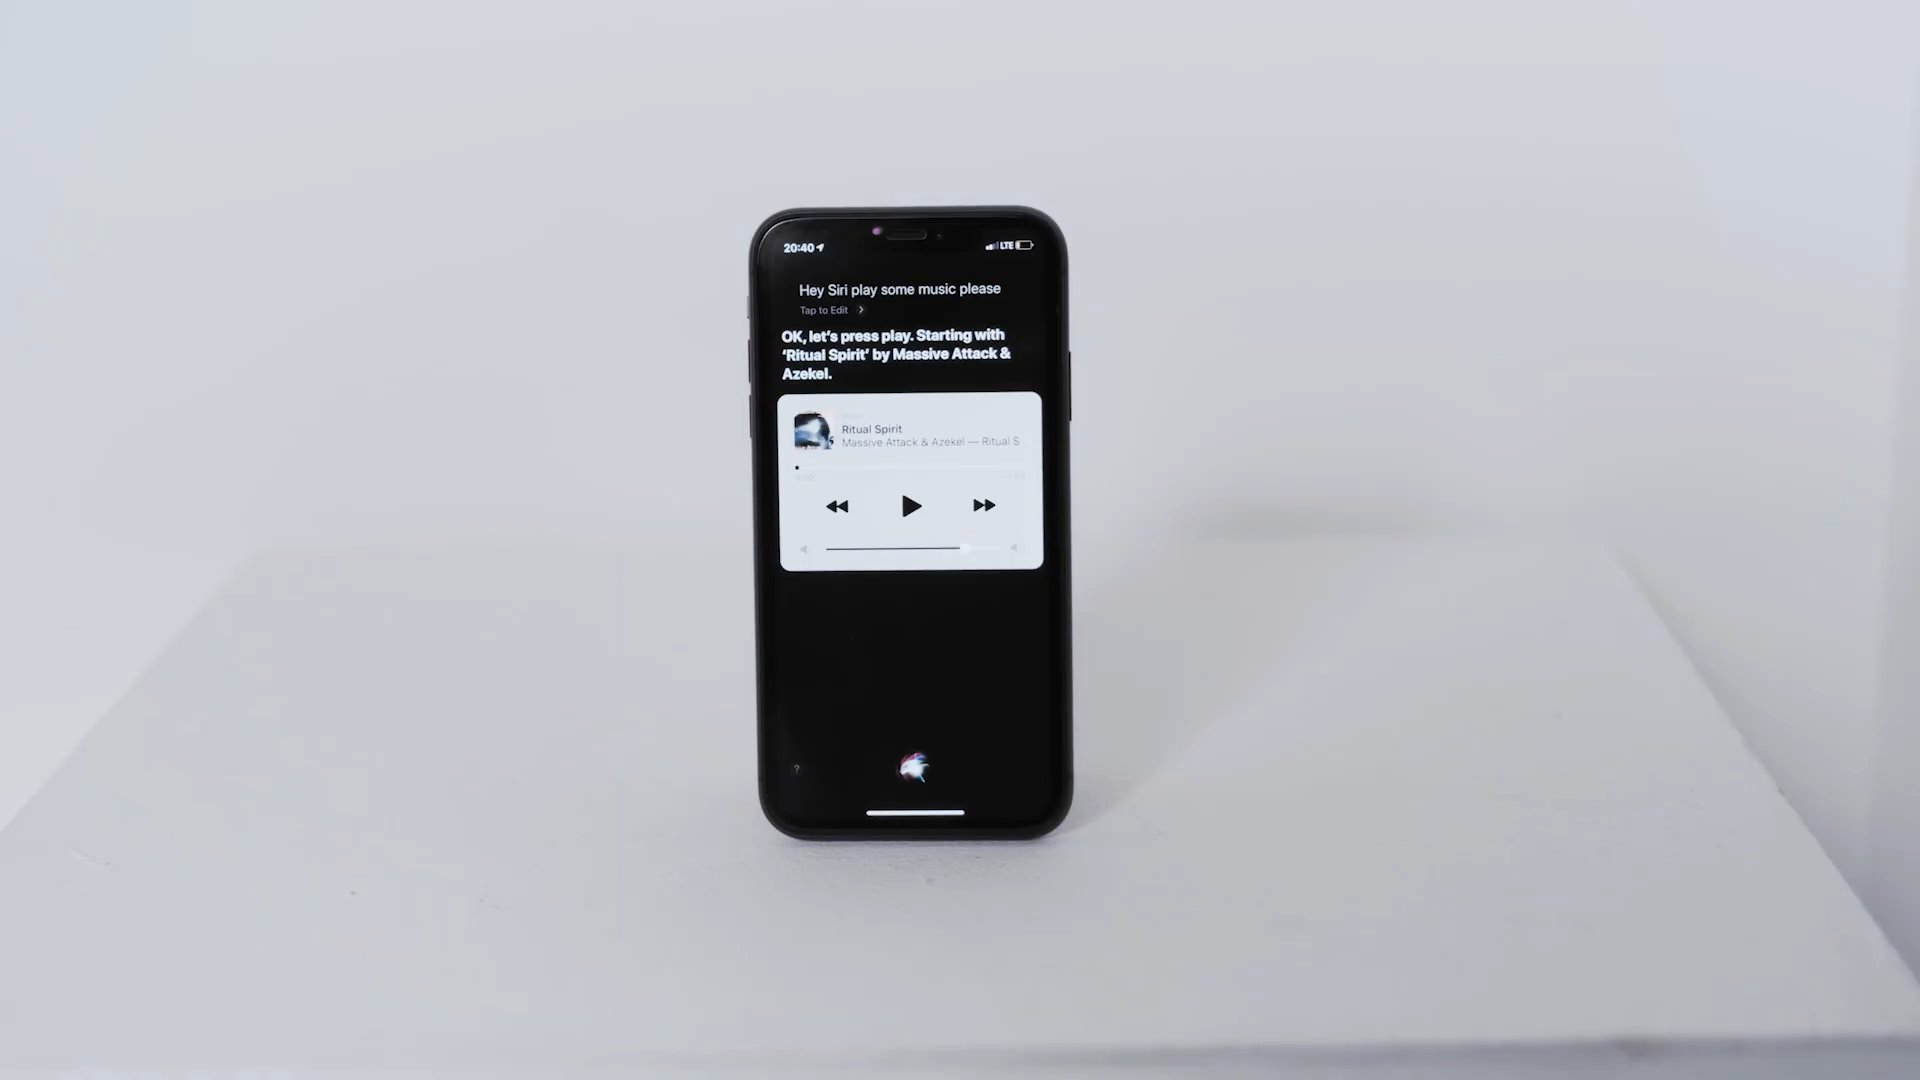 20:40 LTE
Hey Siri play some music please
Tap to Edit
OK, let's press play. Starting with
'Ritual Spirit' by Massive Attack &
Azekel.
Ritual Spirit
Massive Attack & Azekel — Ritual S
?